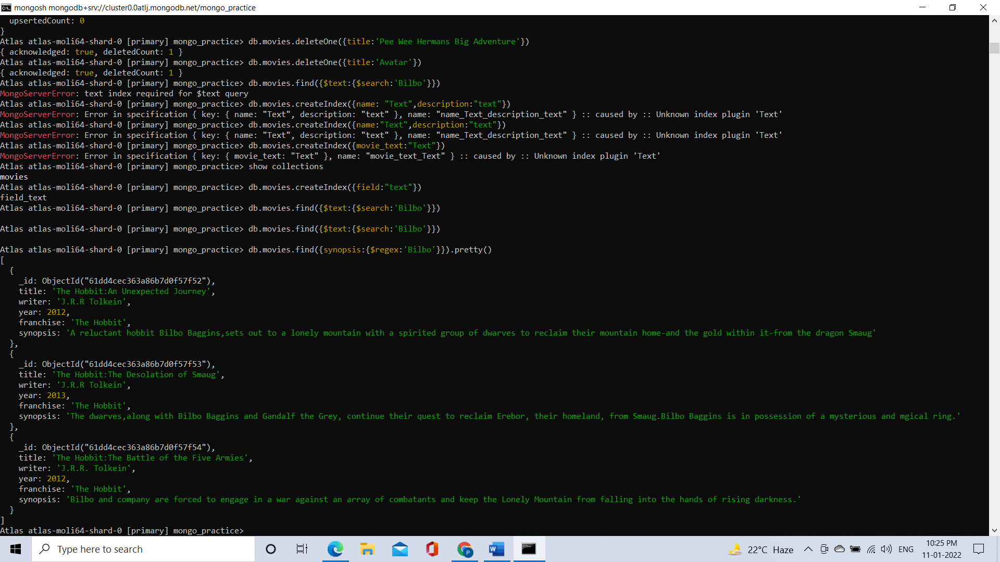 mongosh mongodb+srv://cluster0.0atlj.mongodb.net/mongo_practice
  upsertedCount: 0
}
Atlas atlas-moli64-shard-0 [primary] mongo_practice> db.movies.deleteOne({title:'Pee Wee Hermans Big Adventure'})
{ acknowledged: true, deletedCount: 1 }
Atlas atlas-moli64-shard-0 [primary] mongo_practice> db.movies.deleteOne({title:'Avatar'})
{ acknowledged: true, deletedCount: 1 }
Atlas atlas-moli64-shard-0 [primary] mongo_practice> db.movies.find({$text:{$search:'Bilbo'}})
MongoServerError: text index required for $text query
Atlas atlas-moli64-shard-0 [primary] mongo_practice> db.movies.createIndex({name: "Text",description:"text"})
MongoServerError: Error in specification { key: { name: "Text", description: "text" }, name: "name_Text_description_text" } :: caused by :: Unknown index plugin 'Text'
Atlas atlas-moli64-shard-0 [primary] mongo_practice> db.movies.createIndex({name:"Text",description:"text"})
MongoServerError: Error in specification { key: { name: "Text", description: "text" }, name: "name_Text_description_text" } :: caused by :: Unknown index plugin 'Text'
Atlas atlas-moli64-shard-0 [primary] mongo_practice> db.movies.createIndex({movie_text:"Text"})
MongoServerError: Error in specification { key: { movie_text: "Text" }, name: "movie_text_Text" } :: caused by :: Unknown index plugin 'Text'
Atlas atlas-moli64-shard-0 [primary] mongo_practice> show collections
movies
Atlas atlas-moli64-shard-0 [primary] mongo_practice> db.movies.createIndex({field:"text"})
field_text
Atlas atlas-moli64-shard-0 [primary] mongo_practice> db.movies.find({$text:{$search:'Bilbo'}})
Atlas atlas-moli64-shard-0 [primary] mongo_practice> db.movies.find({$text:{$search:'Bilbo'}})
Atlas atlas-moli64-shard-0 [primary] mongo_practice> db.movies.find({synopsis:{$regex:'Bilbo'}}).pretty()
[
  {
    _id: ObjectId("61dd4cec363a86b7d0f57f52"),
    title: 'The Hobbit:An Unexpected Journey',
    writer: 'J.R.R Tolkein',
    year: 2012,
    franchise: 'The Hobbit',
    synopsis: 'A reluctant hobbit Bilbo Baggins,sets out to a lonely mountain with a spirited group of dwarves to reclaim their mountain home-and the gold within it-from the dragon Smaug'
  },
  {
    _id: ObjectId("61dd4cec363a86b7d0f57f53"),
    title: 'The Hobbit:The Desolation of Smaug',
    writer: 'J.R.R Tolkein',
    year: 2013,
    franchise: 'The Hobbit',
    synopsis: 'The dwarves,along with Bilbo Baggins and Gandalf the Grey, continue their quest to reclaim Erebor, their homeland, from Smaug.Bilbo Baggins is in possession of a mysterious and mgical ring.'
  },
  {
    _id: ObjectId("61dd4cec363a86b7d0f57f54"),
    title: 'The Hobbit:The Battle of the Five Armies',
    writer: 'J.R.R. Tolkein',
    year: 2012,
    franchise: 'The Hobbit',
    synopsis: 'Bilbo and company are forced to engage in a war against an array of combatants and keep the Lonely Mountain from falling into the hands of rising darkness.'
  }
]
Atlas atlas-moli64-shard-0 [primary] mongo_practice>
Type here to search
P
W
22°C Haze
ENG
10:25 PM
11-01-2022